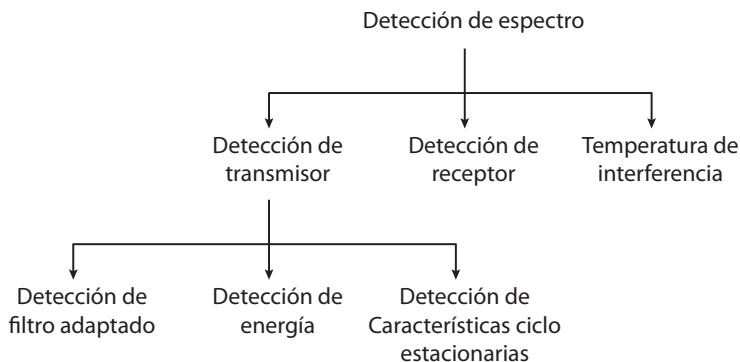 Detección de espectro
Detección de
transmisor
Detección de
receptor
Temperatura de
interferencia
Detección de
filtro adaptado
Detección de
energía
Detección de
Características ciclo
estacionarias